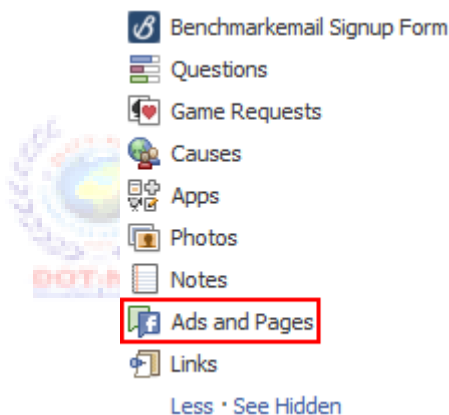 Benchmarkemail Signup Form
Questions
Game Requests
Causes
Apps
Photos
Notes
Ads and Pages
Links
Less · See Hidden